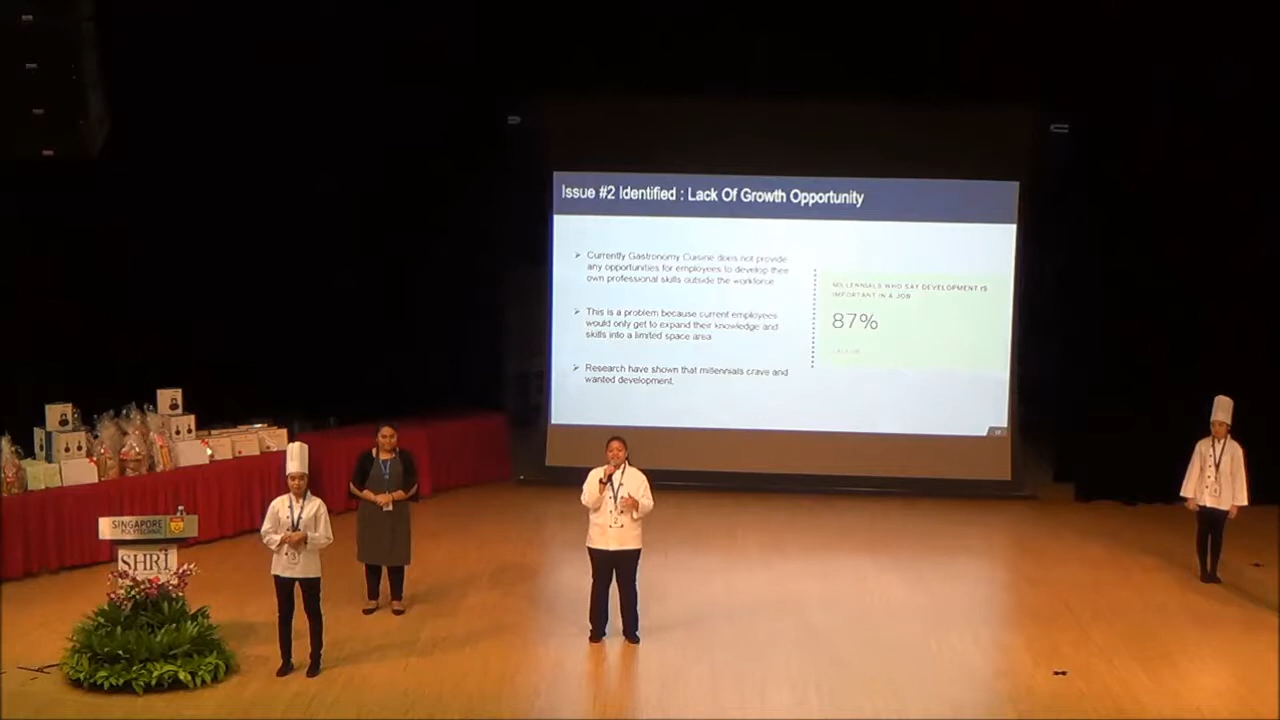 Issue #2 Identified : Lack Of Growth Opportunity
➢ Currently Gastronomy Cuisine does not provide
any opportunities for employees to develop their
own professional skills outside the workforce
➢ This is a problem because current employees
would only get to expand their knowledge and
skills into a limited space area
➢ Research have shown that millennials crave and
wanted development.
MILLENNIALS WHO SAY DEVELOPMENT IS
IMPORTANT IN A JOB
87%
SINGAPORE
POLYTECHNIC
SHRI
3
2